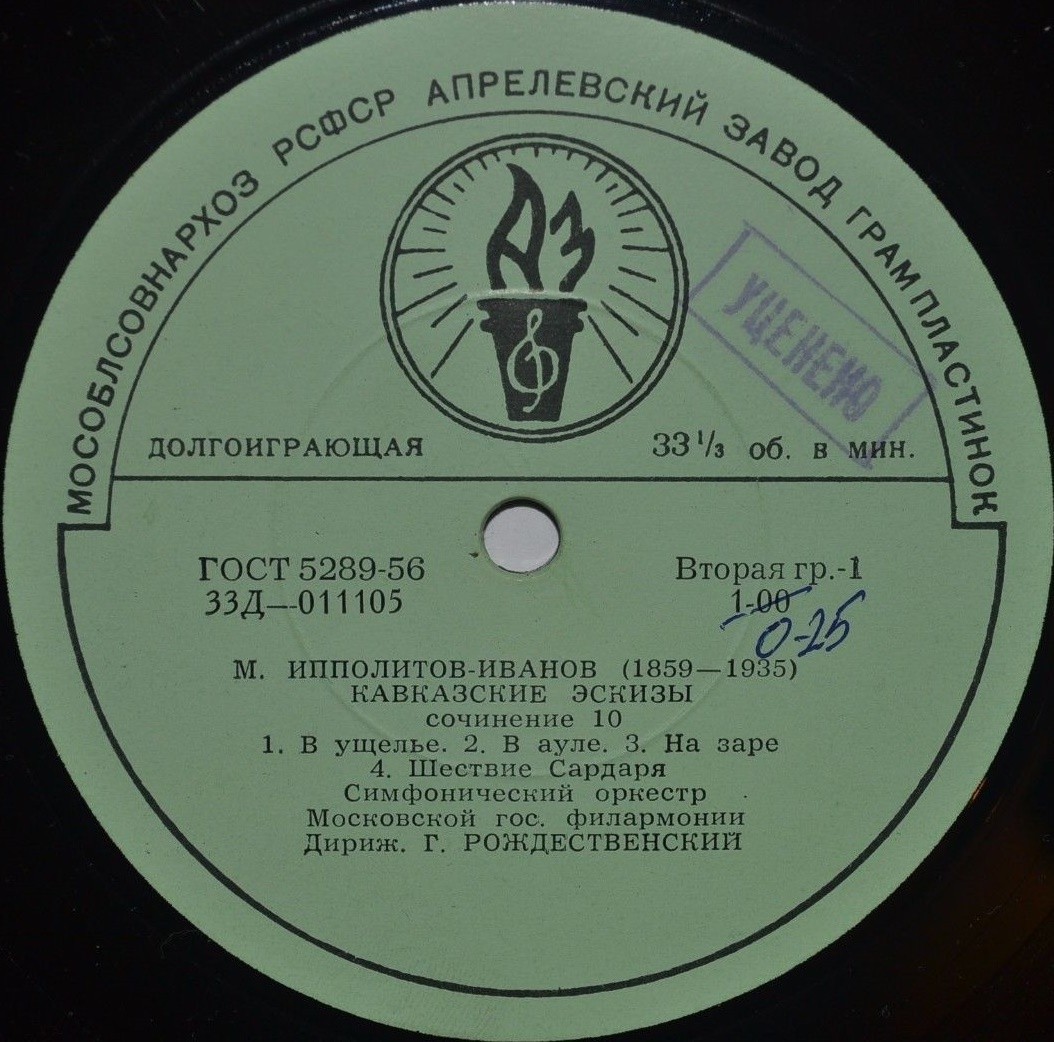 МОСОБЛСОВНАРХОЗ РСФСР АПРЕЛЕВСКИЙ ЗАВОД ГРАМПЛАСТИНОК
АЗ
УЦЕНЕНО
ДОЛГОИГРАЮЩАЯ 33 1/3 об. в мин.
ГОСТ 5289-56 Вторая гр.-1
33Д—011105 1-00
0-25
М. ИППОЛИТОВ-ИВАНОВ (1859—1935)
КАВКАЗСКИЕ ЭСКИЗЫ
сочинение 10
1. В ущелье. 2. В ауле. 3. На заре
4. Шествие Сардаря
Симфонический оркестр
Московской гос. филармонии
Дириж. Г. РОЖДЕСТВЕНСКИЙ